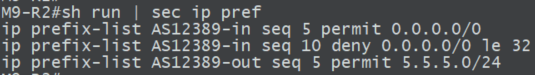 M9-R2#sh run | sec ip pref
ip prefix-list AS12389-in seq 5 permit 0.0.0.0/0
ip prefix-list AS12389-in seq 10 deny 0.0.0.0/0 le 32
ip prefix-list AS12389-out seq 5 permit 5.5.5.0/24